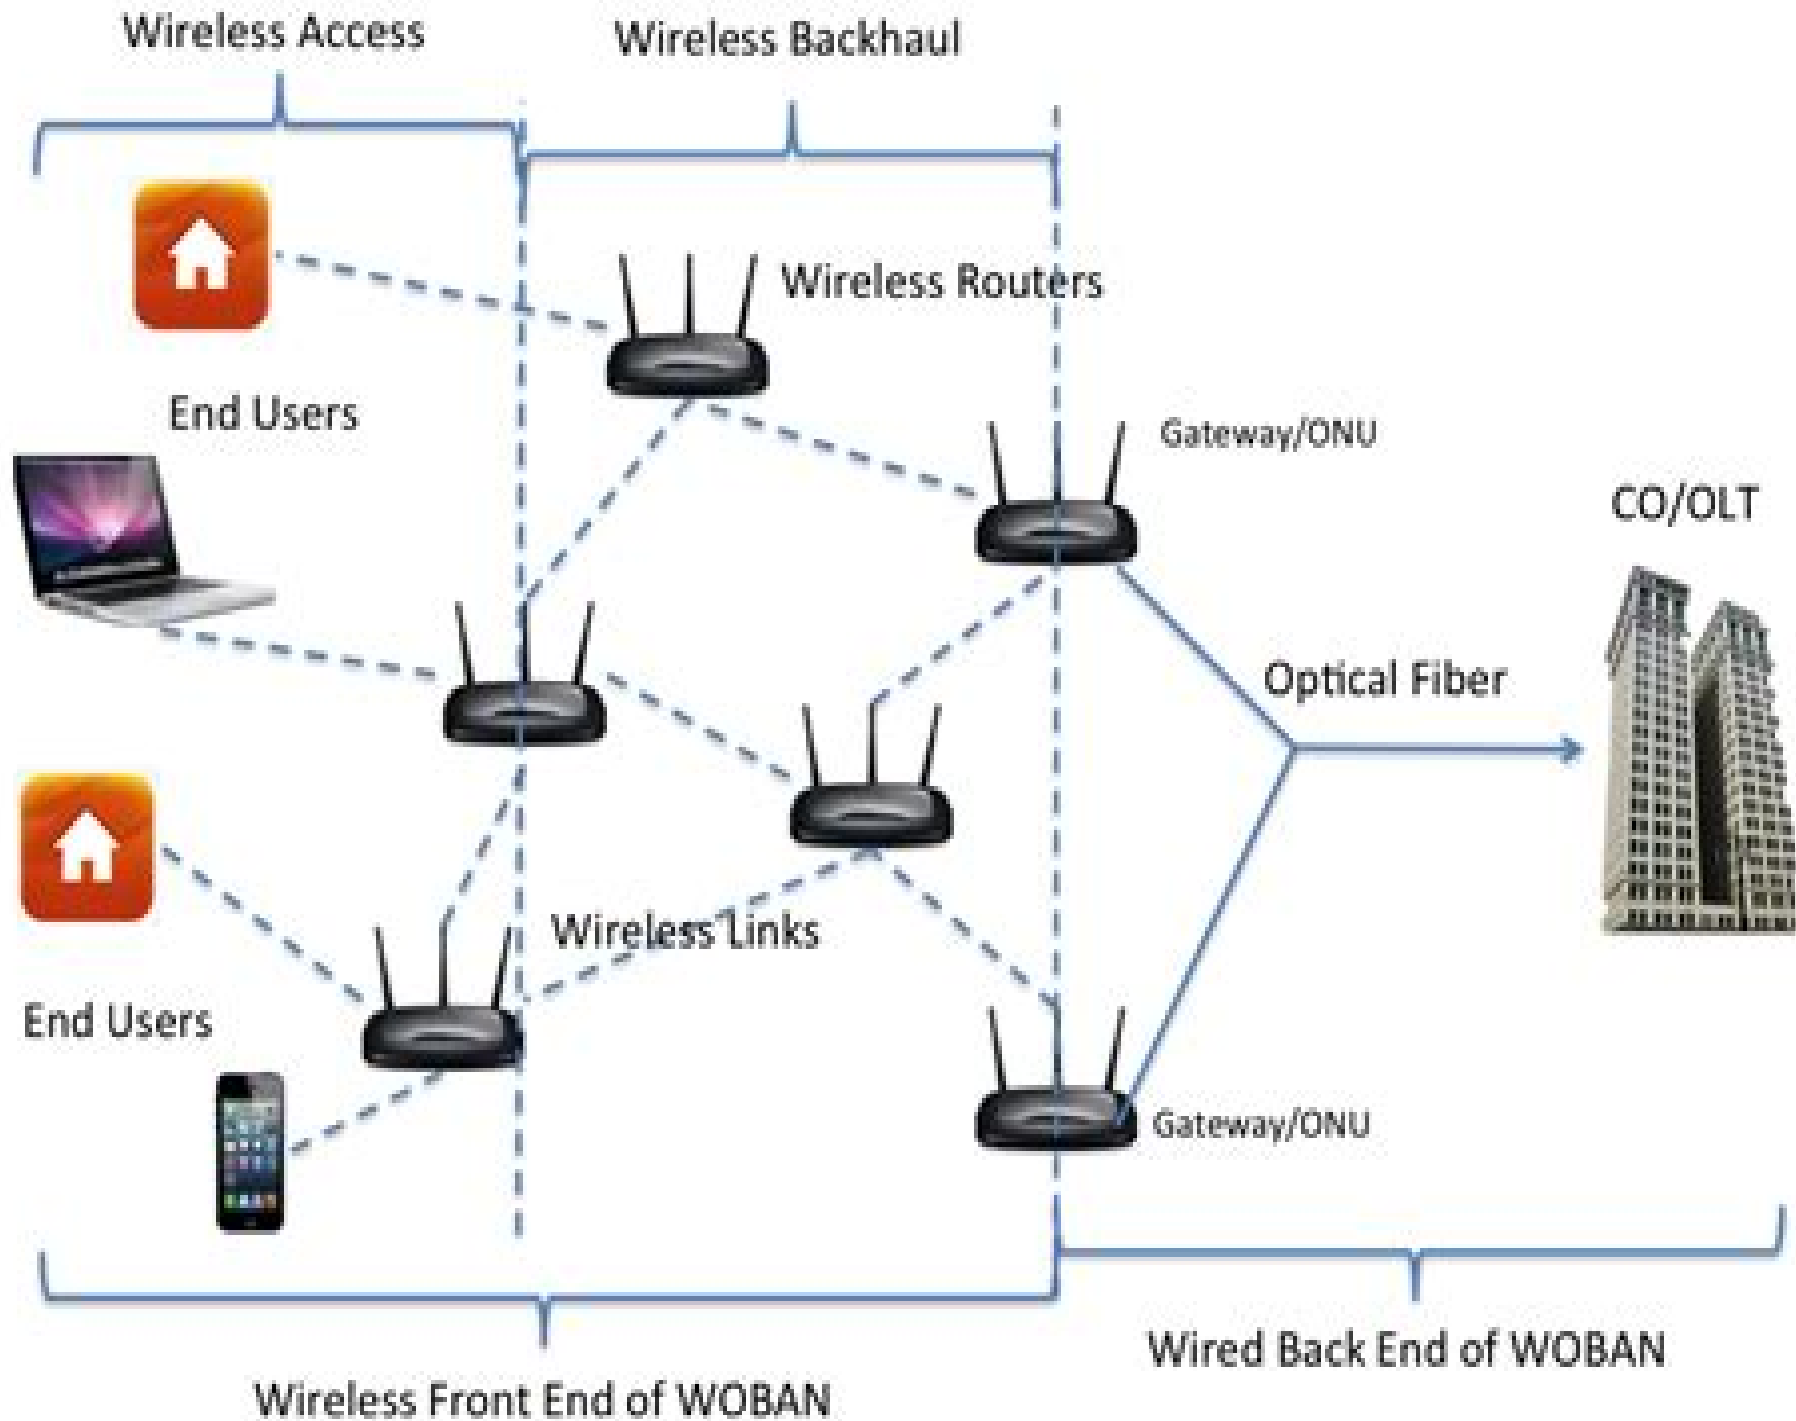 Wireless Access
Wireless Backhaul
Wireless Routers
End Users
Gateway/ONU
CO/OLT
Optical Fiber
Wireless Links
End Users
Gateway/ONU
Wired Back End of WOBAN
Wireless Front End of WOBAN